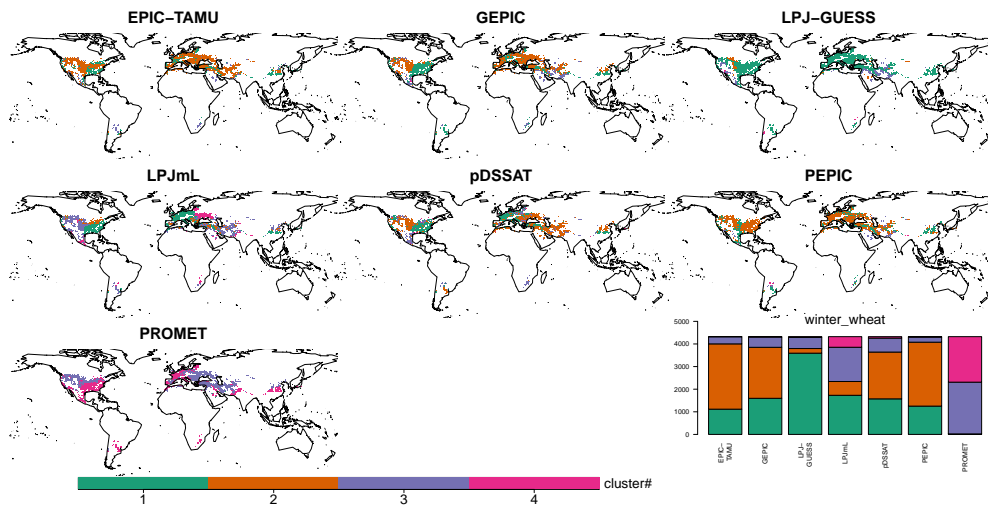 EPIC–TAMU
GEPIC
LPJ–GUESS
LPJmL
pDSSAT
PEPIC
PROMET
winter_wheat
5000
4000
3000
2000
1000
0
EPIC–
TAMU
GEPIC
LPJ–
GUESS
LPJmL
pDSSAT
PEPIC
PROMET
cluster#
1 2 3 4